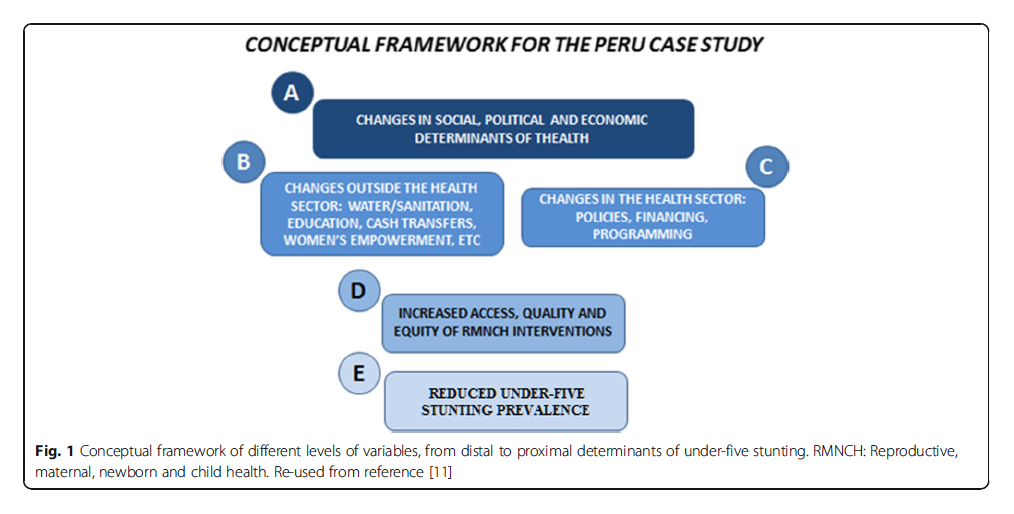 CONCEPTUAL FRAMEWORK FOR THE PERU CASE STUDY
A
CHANGES IN SOCIAL, POLITICAL AND ECONOMIC
DETERMINANTS OF THEALTH
B
CHANGES OUTSIDE THE HEALTH
SECTOR: WATER/SANITATION,
EDUCATION, CASH TRANSFERS,
WOMEN'S EMPOWERMENT, ETC
C
CHANGES IN THE HEALTH SECTOR:
POLICIES, FINANCING,
PROGRAMMING
D
INCREASED ACCESS, QUALITY AND
EQUITY OF RMNCH INTERVENTIONS
E
REDUCED UNDER-FIVE
STUNTING PREVALENCE
Fig. 1 Conceptual framework of different levels of variables, from distal to proximal determinants of under-five stunting. RMNCH: Reproductive,
maternal, newborn and child health. Re-used from reference [11]